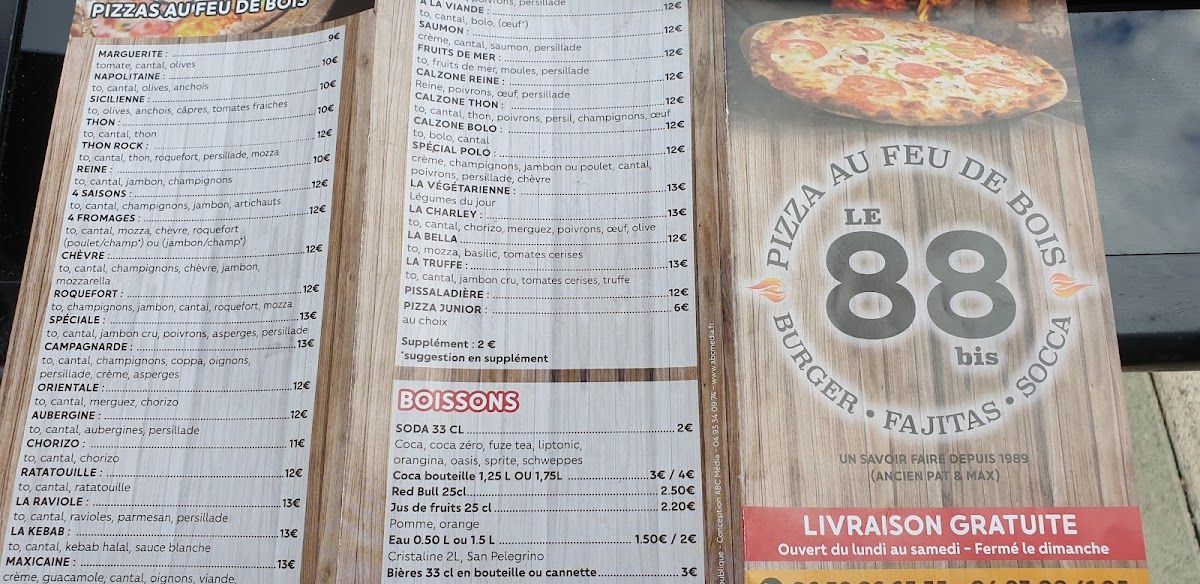 PIZZAS AU FEU DE BOIS
MARGUERITE : 9€
tomate, cantal, olives
NAPOLITAINE : 10€
to, cantal, olives, anchois
SICILIENNE : 10€
to, olives, anchois, câpres, tomates fraiches
THON : 10€
to, cantal, thon
THON ROCK : 12€
to, cantal, thon, roquefort, persillade, mozza
REINE : 10€
to, cantal, jambon, champignons
4 SAISONS : 12€
to, cantal, champignons, jambon, artichauts
4 FROMAGES : 12€
to, cantal, mozza, chèvre, roquefort
(poulet/champ*) ou (jambon/champ*)
CHÈVRE : 12€
to, cantal, champignons, chèvre, jambon,
mozzarella
ROQUEFORT : 12€
to, champignons, jambon, cantal, roquefort, mozza
SPÉCIALE : 13€
to, cantal, jambon cru, poivrons, asperges, persillade
CAMPAGNARDE : 13€
to, cantal, champignons, coppa, oignons,
persillade, crème, asperges
ORIENTALE : 12€
to, cantal, merguez, chorizo
AUBERGINE : 12€
to, cantal, aubergines, persillade
CHORIZO : 11€
to, cantal, chorizo
RATATOUILLE : 12€
to, cantal, ratatouille
LA RAVIOLE : 13€
to, cantal, ravioles, parmesan, persillade
LA KEBAB : 13€
to, cantal, kebab halal, sauce blanche
MAXICAINE : 13€
crème, guacamole, cantal, oignons, viande,
poivrons, persillade
A LA VIANDE : 12€
to, cantal, bolo, (œuf*)
SAUMON : 12€
crème, cantal, saumon, persillade
FRUITS DE MER : 12€
to, fruits de mer, moules, persillade
CALZONE REINE : 12€
Reine, poivrons, œuf, persillade
CALZONE THON : 12€
to, cantal, thon, poivrons, persil, champignons, œuf
CALZONE BOLO : 12€
to, bolo, cantal
SPÉCIAL POLO : 12€
crème, champignons, jambon ou poulet, cantal,
poivrons, persillade, chèvre
LA VÉGÉTARIENNE : 13€
Légumes du jour
LA CHARLEY : 13€
to, cantal, chorizo, merguez, poivrons, œuf, olive
LA BELLA 12€
to, mozza, basilic, tomates cerises
LA TRUFFE : 13€
to, cantal, jambon cru, tomates cerises, truffe
PISSALADIÈRE : 12€
PIZZA JUNIOR : 6€
au choix
Supplément : 2 €
*suggestion en supplément
BOISSONS
SODA 33 CL 2€
Coca, coca zéro, fuze tea, liptonic,
orangina, oasis, sprite, schweppes
Coca bouteille 1,25 L OU 1,75L 3€ / 4€
Red Bull 25cl 2.50€
Jus de fruits 25 cl 2.20€
Pomme, orange
Eau 0.50 L ou 1.5 L 1.50€ / 2€
Cristaline 2L, San Pelegrino
Bières 33 cl en bouteille ou cannette 3€
publique - Conception ABC Média - 04 93 34 09 74 - www.abcmedia.fr
PIZZA AU FEU DE BOIS
LE
88
bis
BURGER • FAJITAS • SOCCA
UN SAVOIR FAIRE DEPUIS 1989
(ANCIEN PAT & MAX)
LIVRAISON GRATUITE
Ouvert du lundi au samedi - Fermé le dimanche